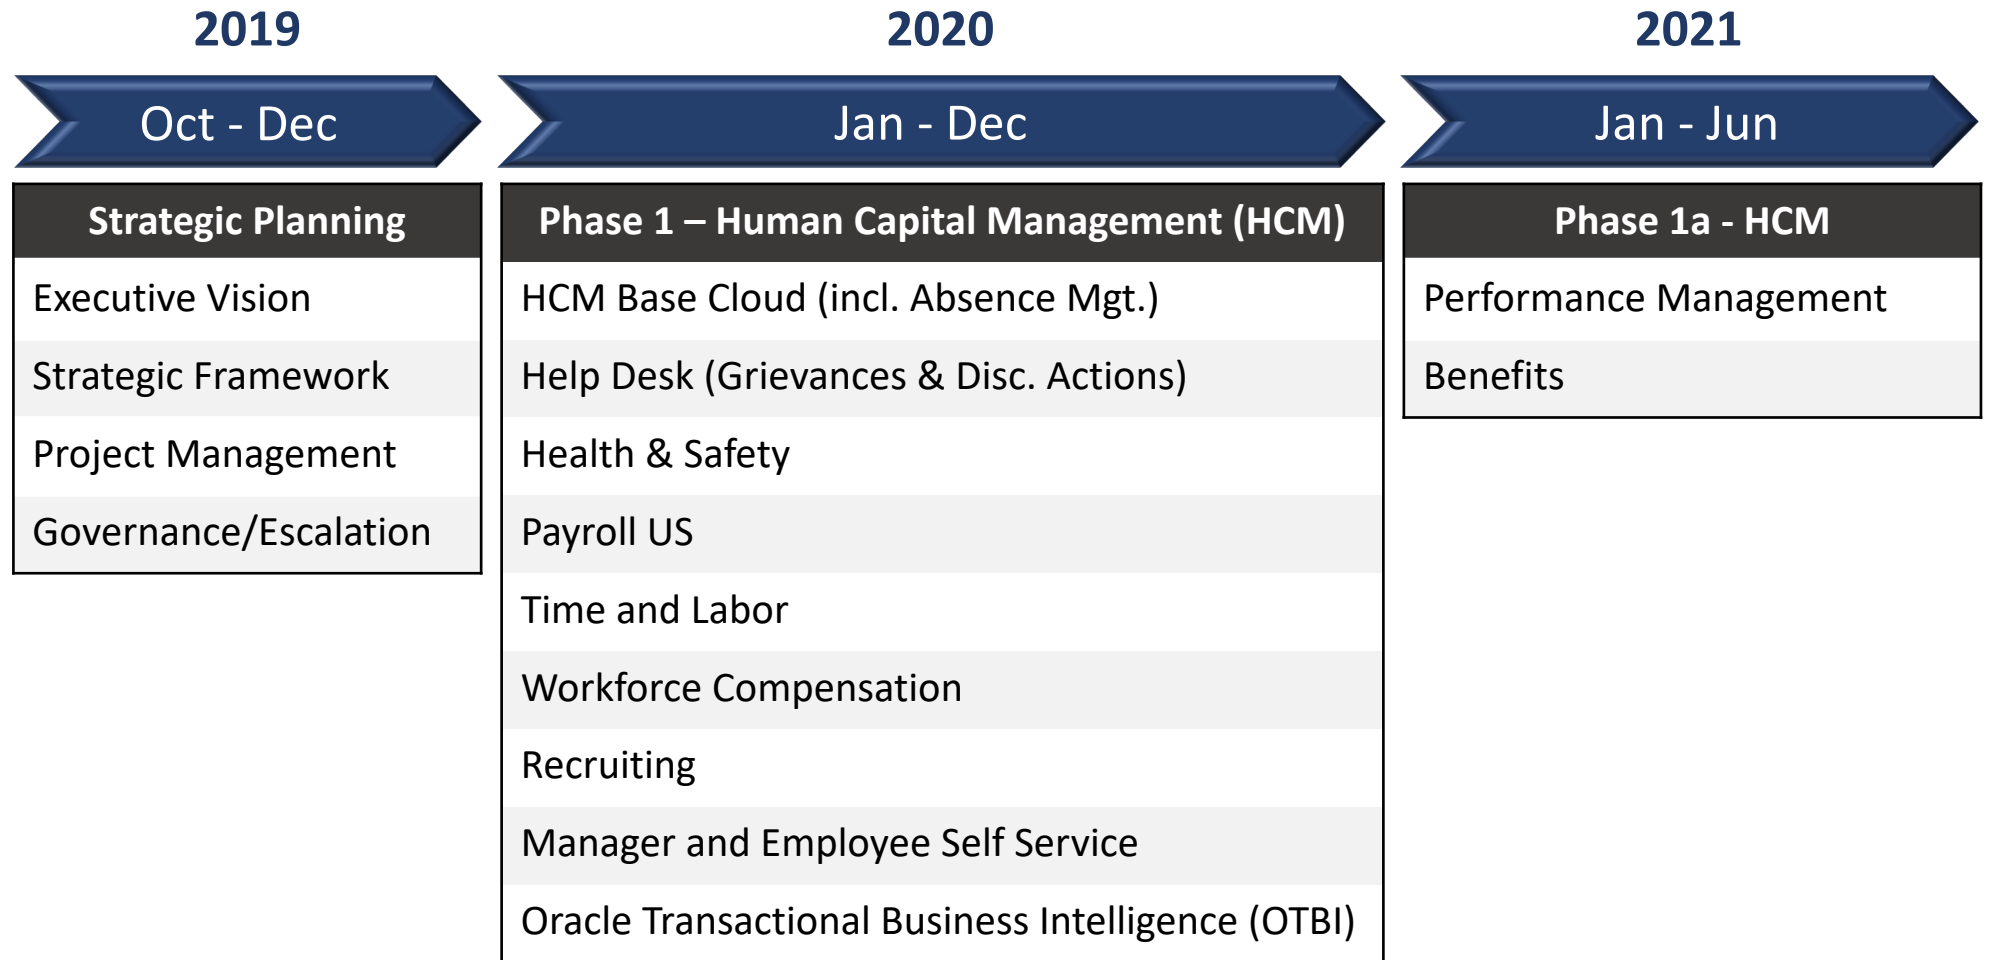 2019
Oct - Dec
Strategic Planning
Executive Vision
Strategic Framework
Project Management
Governance/Escalation
2020
Jan - Dec
Phase 1 – Human Capital Management (HCM)
HCM Base Cloud (incl. Absence Mgt.)
Help Desk (Grievances & Disc. Actions)
Health & Safety
Payroll US
Time and Labor
Workforce Compensation
Recruiting
Manager and Employee Self Service
Oracle Transactional Business Intelligence (OTBI)
2021
Jan - Jun
Phase 1a - HCM
Performance Management
Benefits